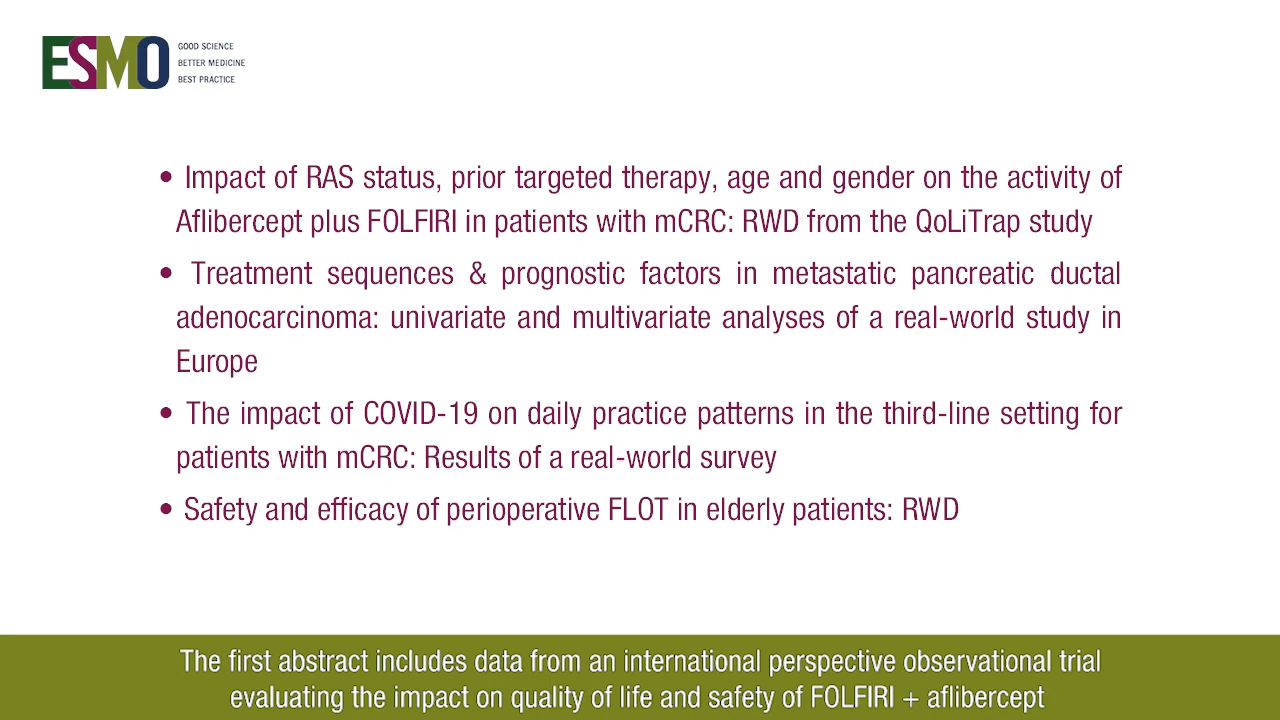 ESMO
GOOD SCIENCE
BETTER MEDICINE
BEST PRACTICE
• Impact of RAS status, prior targeted therapy, age and gender on the activity of
Aflibercept plus FOLFIRI in patients with mCRC: RWD from the QoLiTrap study
• Treatment sequences & prognostic factors in metastatic pancreatic ductal
adenocarcinoma: univariate and multivariate analyses of a real-world study in
Europe
• The impact of COVID-19 on daily practice patterns in the third-line setting for
patients with mCRC: Results of a real-world survey
• Safety and efficacy of perioperative FLOT in elderly patients: RWD
The first abstract includes data from an international perspective observational trial
evaluating the impact on quality of life and safety of FOLFIRI + aflibercept